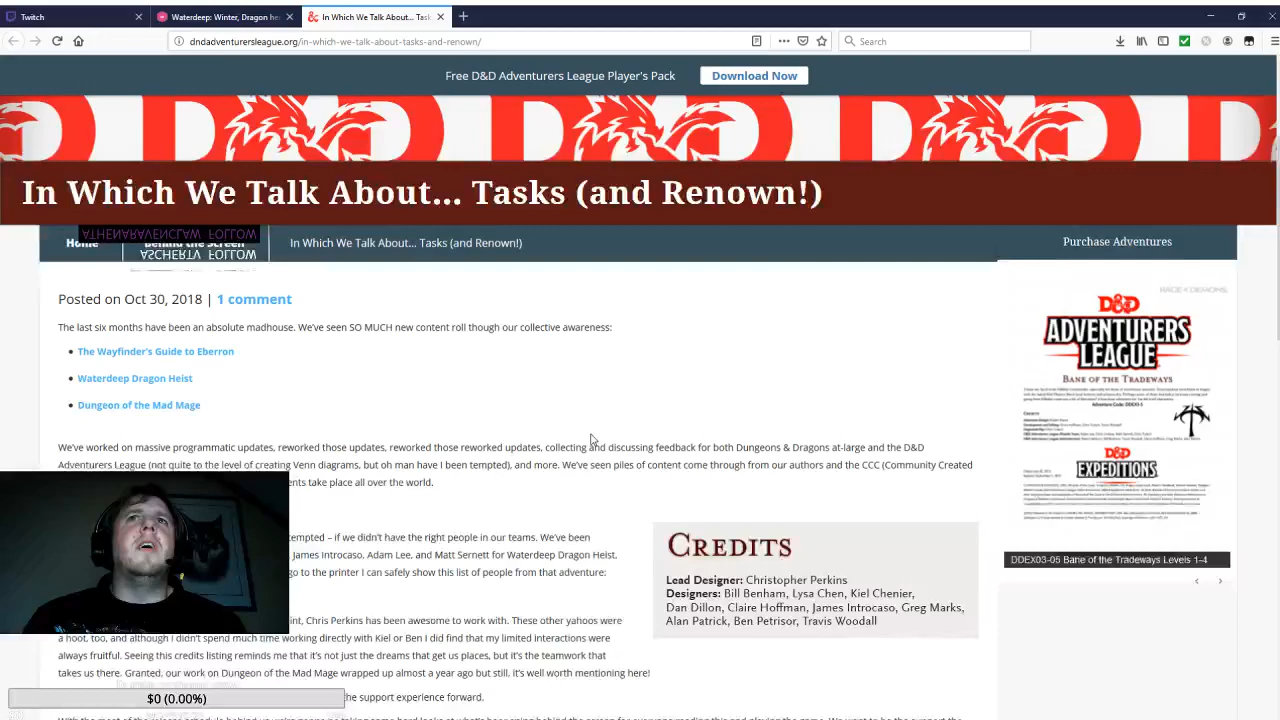 Twitch
Waterdeep: Winter, Dragon he
In Which We Talk About... Task
dndadventurersleague.org/in-which-we-talk-about-tasks-and-renown/
Search
Free D&D Adventurers League Player's Pack
Download Now
In Which We Talk About... Tasks (and Renown!)
ATHENARAVENCLAW FOLLOW
Home
Behind the Screen
In Which We Talk About... Tasks (and Renown!)
Purchase Adventures
ASCHERTV FOLLOW
Posted on Oct 30, 2018 | 1 comment
The last six months have been an absolute madhouse. We've seen SO MUCH new content roll though our collective awareness:
The Wayfinder's Guide to Eberron
Waterdeep Dragon Heist
Dungeon of the Mad Mage
We've worked on massive programmatic updates, reworked those updates, reworked those reworked updates, collecting and discussing feedback for both Dungeons & Dragons at-large and the D&D
Adventurers League (not quite to the level of creating Venn diagrams, but oh man have I been tempted), and more. We've seen piles of content come through from our authors and the CCC (Community Created
ents take place all over the world.
empted – if we didn't have the right people in our teams. We've been
James Introcaso, Adam Lee, and Matt Sernett for Waterdeep Dragon Heist,
go to the printer I can safely show this list of people from that adventure:
int, Chris Perkins has been awesome to work with. These other yahoos were
a hoot, too, and although I didn't spend much time working directly with Kiel or Ben I did find that my limited interactions were
always fruitful. Seeing this credits listing reminds me that it's not just the dreams that get us places, but it's the teamwork that
takes us there. Granted, our work on Dungeon of the Mad Mage wrapped up almost a year ago but still, it's well worth mentioning here!
he support experience forward.
CREDITS
Lead Designer: Christopher Perkins
Designers: Bill Benham, Lysa Chen, Kiel Chenier,
Dan Dillon, Claire Hoffman, James Introcaso, Greg Marks,
Alan Patrick, Ben Petrisor, Travis Woodall
RAGE OF DEMONS
D&D
ADVENTURERS
LEAGUE
BANE OF THE TRADEWAYS
Adventure Code: DDEX3-5
D&D
EXPEDITIONS
DDEX03-05 Bane of the Tradeways Levels 1-4
$0 (0.00%)